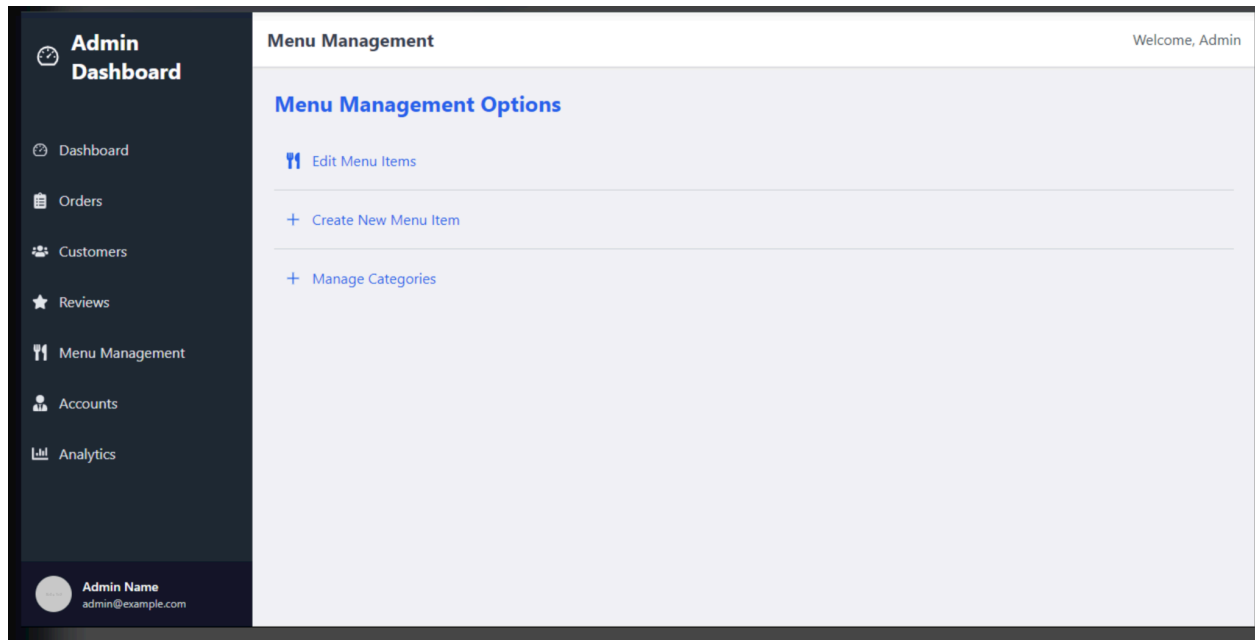 Admin
Dashboard
Dashboard
Orders
Customers
Reviews
Menu Management
Accounts
Analytics
Admin Name
admin@example.com
Menu Management
Welcome, Admin
Menu Management Options
Edit Menu Items
Create New Menu Item
Manage Categories